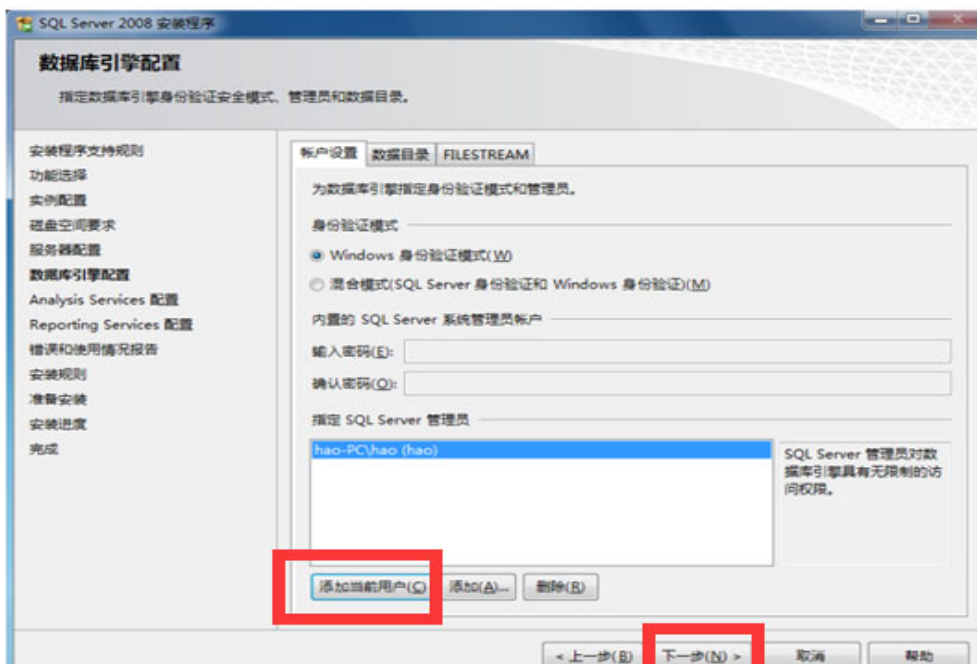 SQL Server 2008 安装程序
数据库引擎配置
指定数据库引擎身份验证安全模式、管理员和数据目录。
安装程序支持规则
功能选择
实例配置
磁盘空间要求
服务器配置
数据库引擎配置
Analysis Services 配置
Reporting Services 配置
错误和使用情况报告
安装规则
准备安装
安装进度
完成
帐户设置 数据目录 FILESTREAM
为数据库引擎指定身份验证模式和管理员。
身份验证模式
Windows 身份验证模式(W)
混合模式(SQL Server 身份验证和 Windows 身份验证)(M)
内置的 SQL Server 系统管理员帐户
输入密码(E):
确认密码(O):
指定 SQL Server 管理员
hao-PC\hao (hao)
SQL Server 管理员对数
据库引擎具有无限制的访
问权限。
添加当前用户(C) 添加(A)... 删除(R)
< 上一步(B) 下一步(N) > 取消 帮助